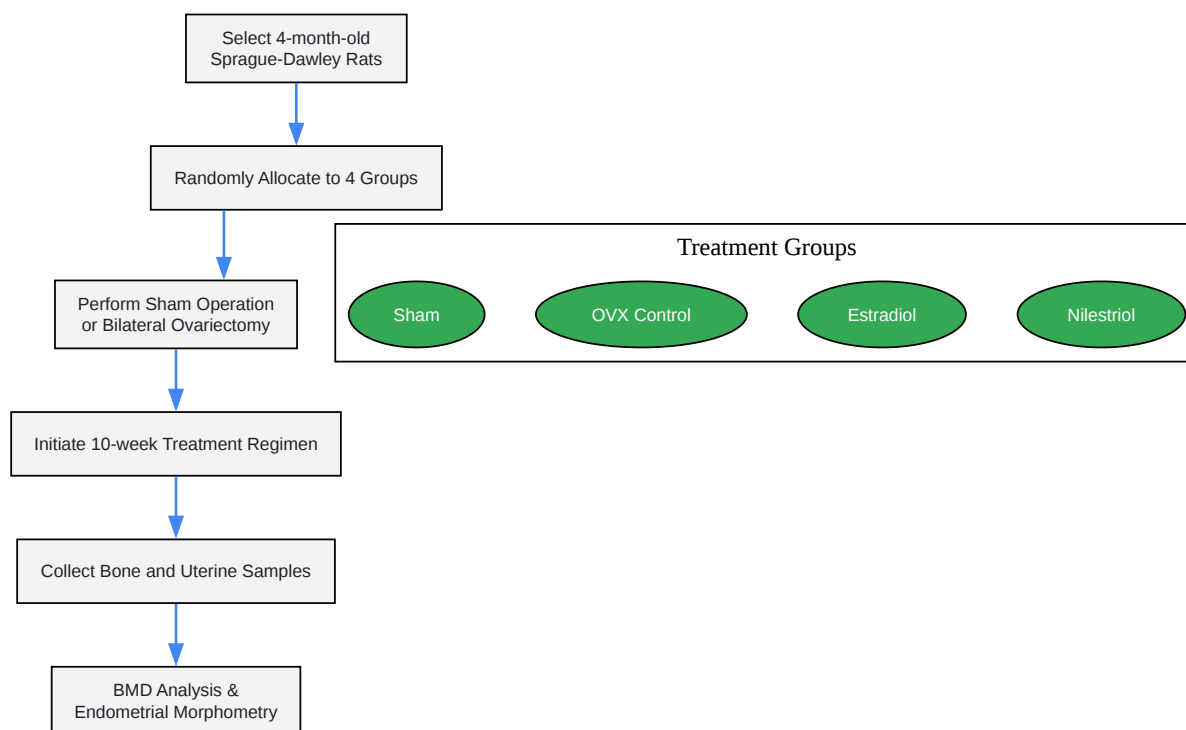 Select 4-month-old
Sprague-Dawley Rats
Randomly Allocate to 4 Groups
Treatment Groups
Perform Sham Operation
or Bilateral Ovariectomy
Sham
OVX Control
Estradiol
Nilestriol
Initiate 10-week Treatment Regimen
Collect Bone and Uterine Samples
BMD Analysis &
Endometrial Morphometry